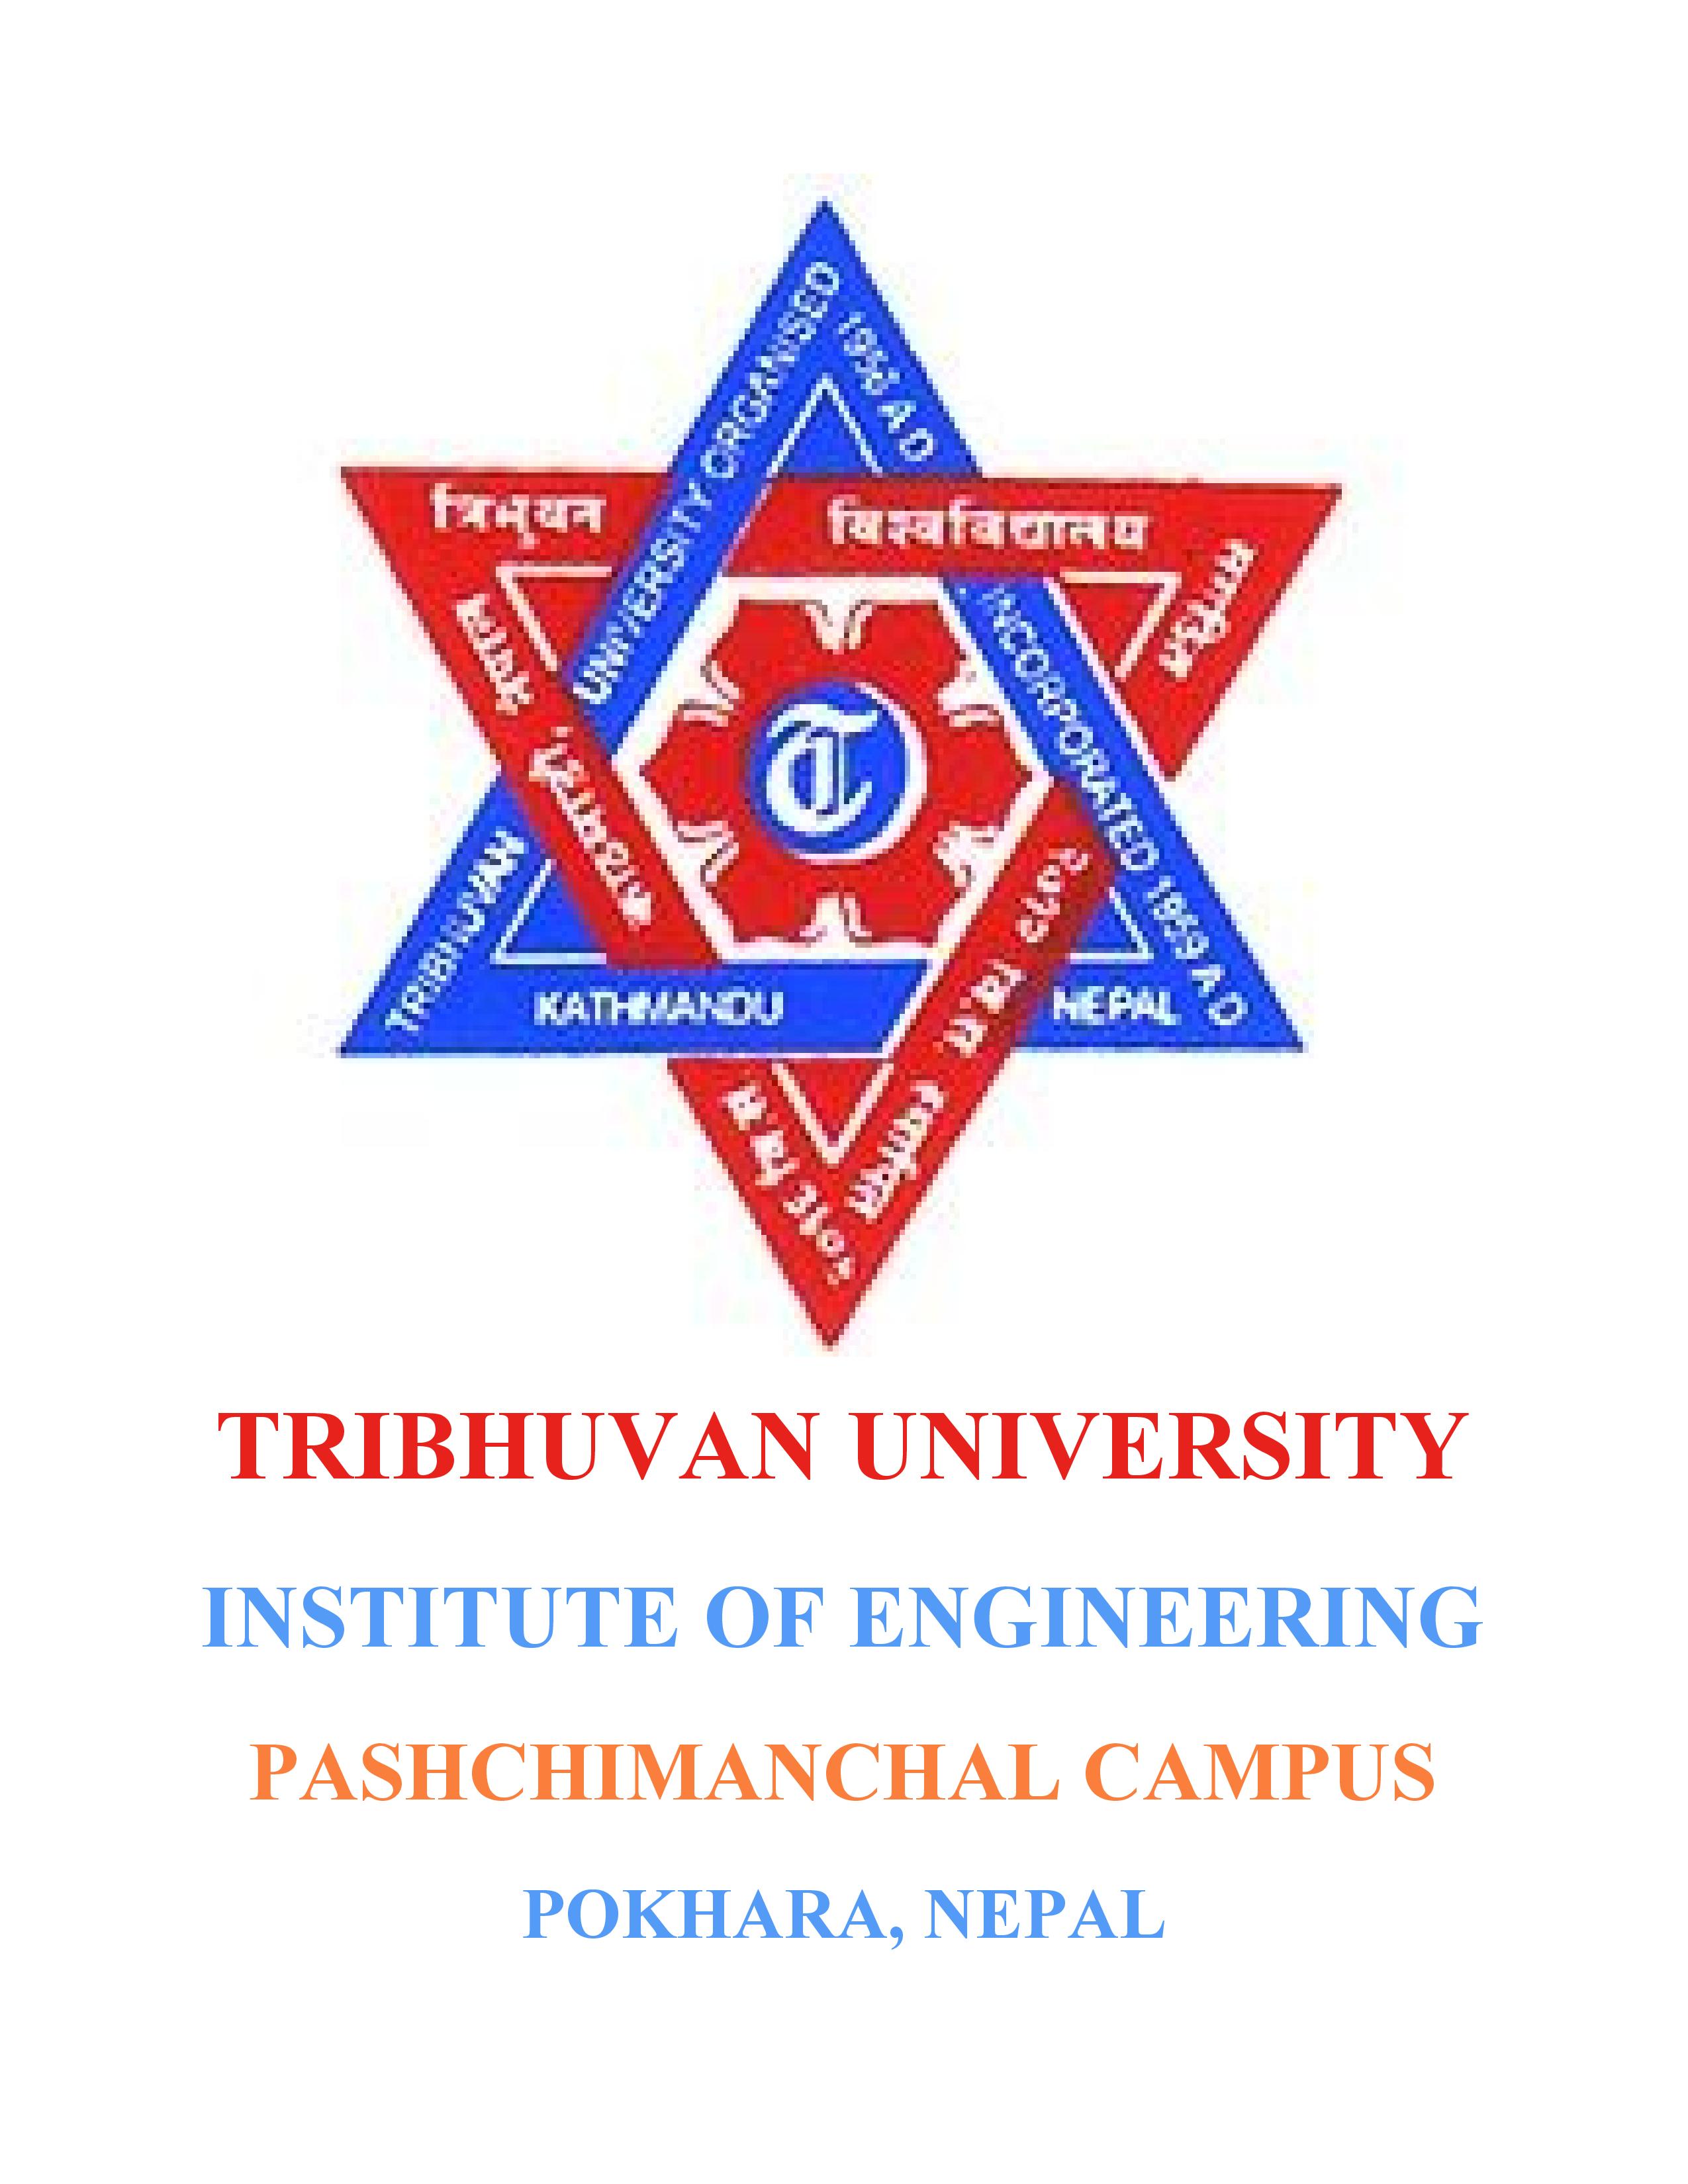 TRIBHUVAN
UNIVERSITY ORGANISED
1956 A D
INCORPORATED 1959 A D
KATHMANDU
NEPAL
त्रिभुवन
विश्वविद्यालय
TRIBHUVAN UNIVERSITY
INSTITUTE OF ENGINEERING
PASHCHIMANCHAL CAMPUS
POKHARA, NEPAL